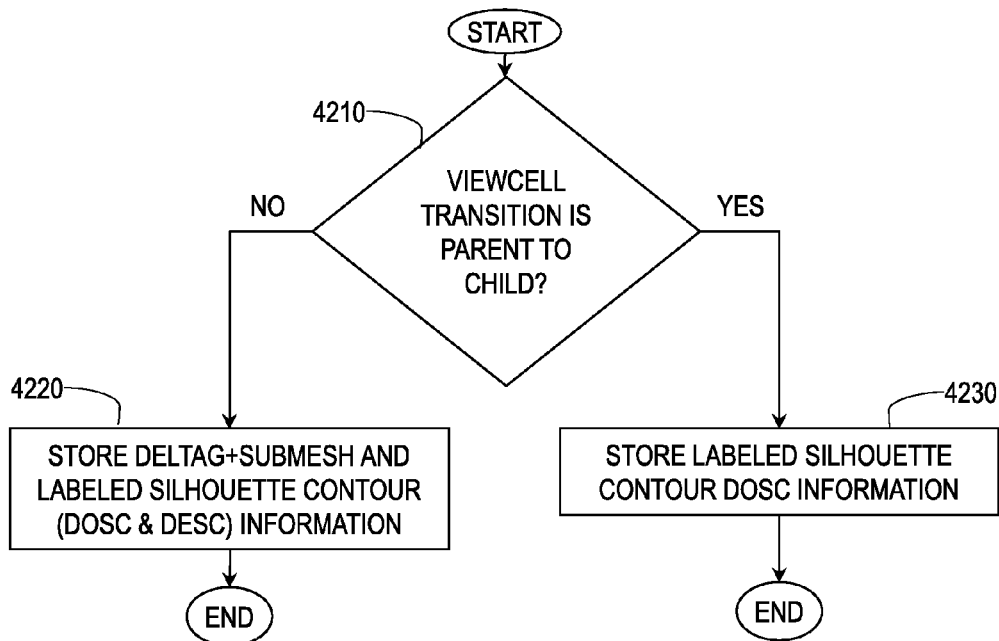 START
4210
VIEWCELL
TRANSITION IS
PARENT TO
CHILD?
NO
YES
4220
STORE DELTAG+SUBMESH AND
LABELED SILHOUETTE CONTOUR
(DOSC & DESC) INFORMATION
END
4230
STORE LABELED SILHOUETTE
CONTOUR DOSC INFORMATION
END